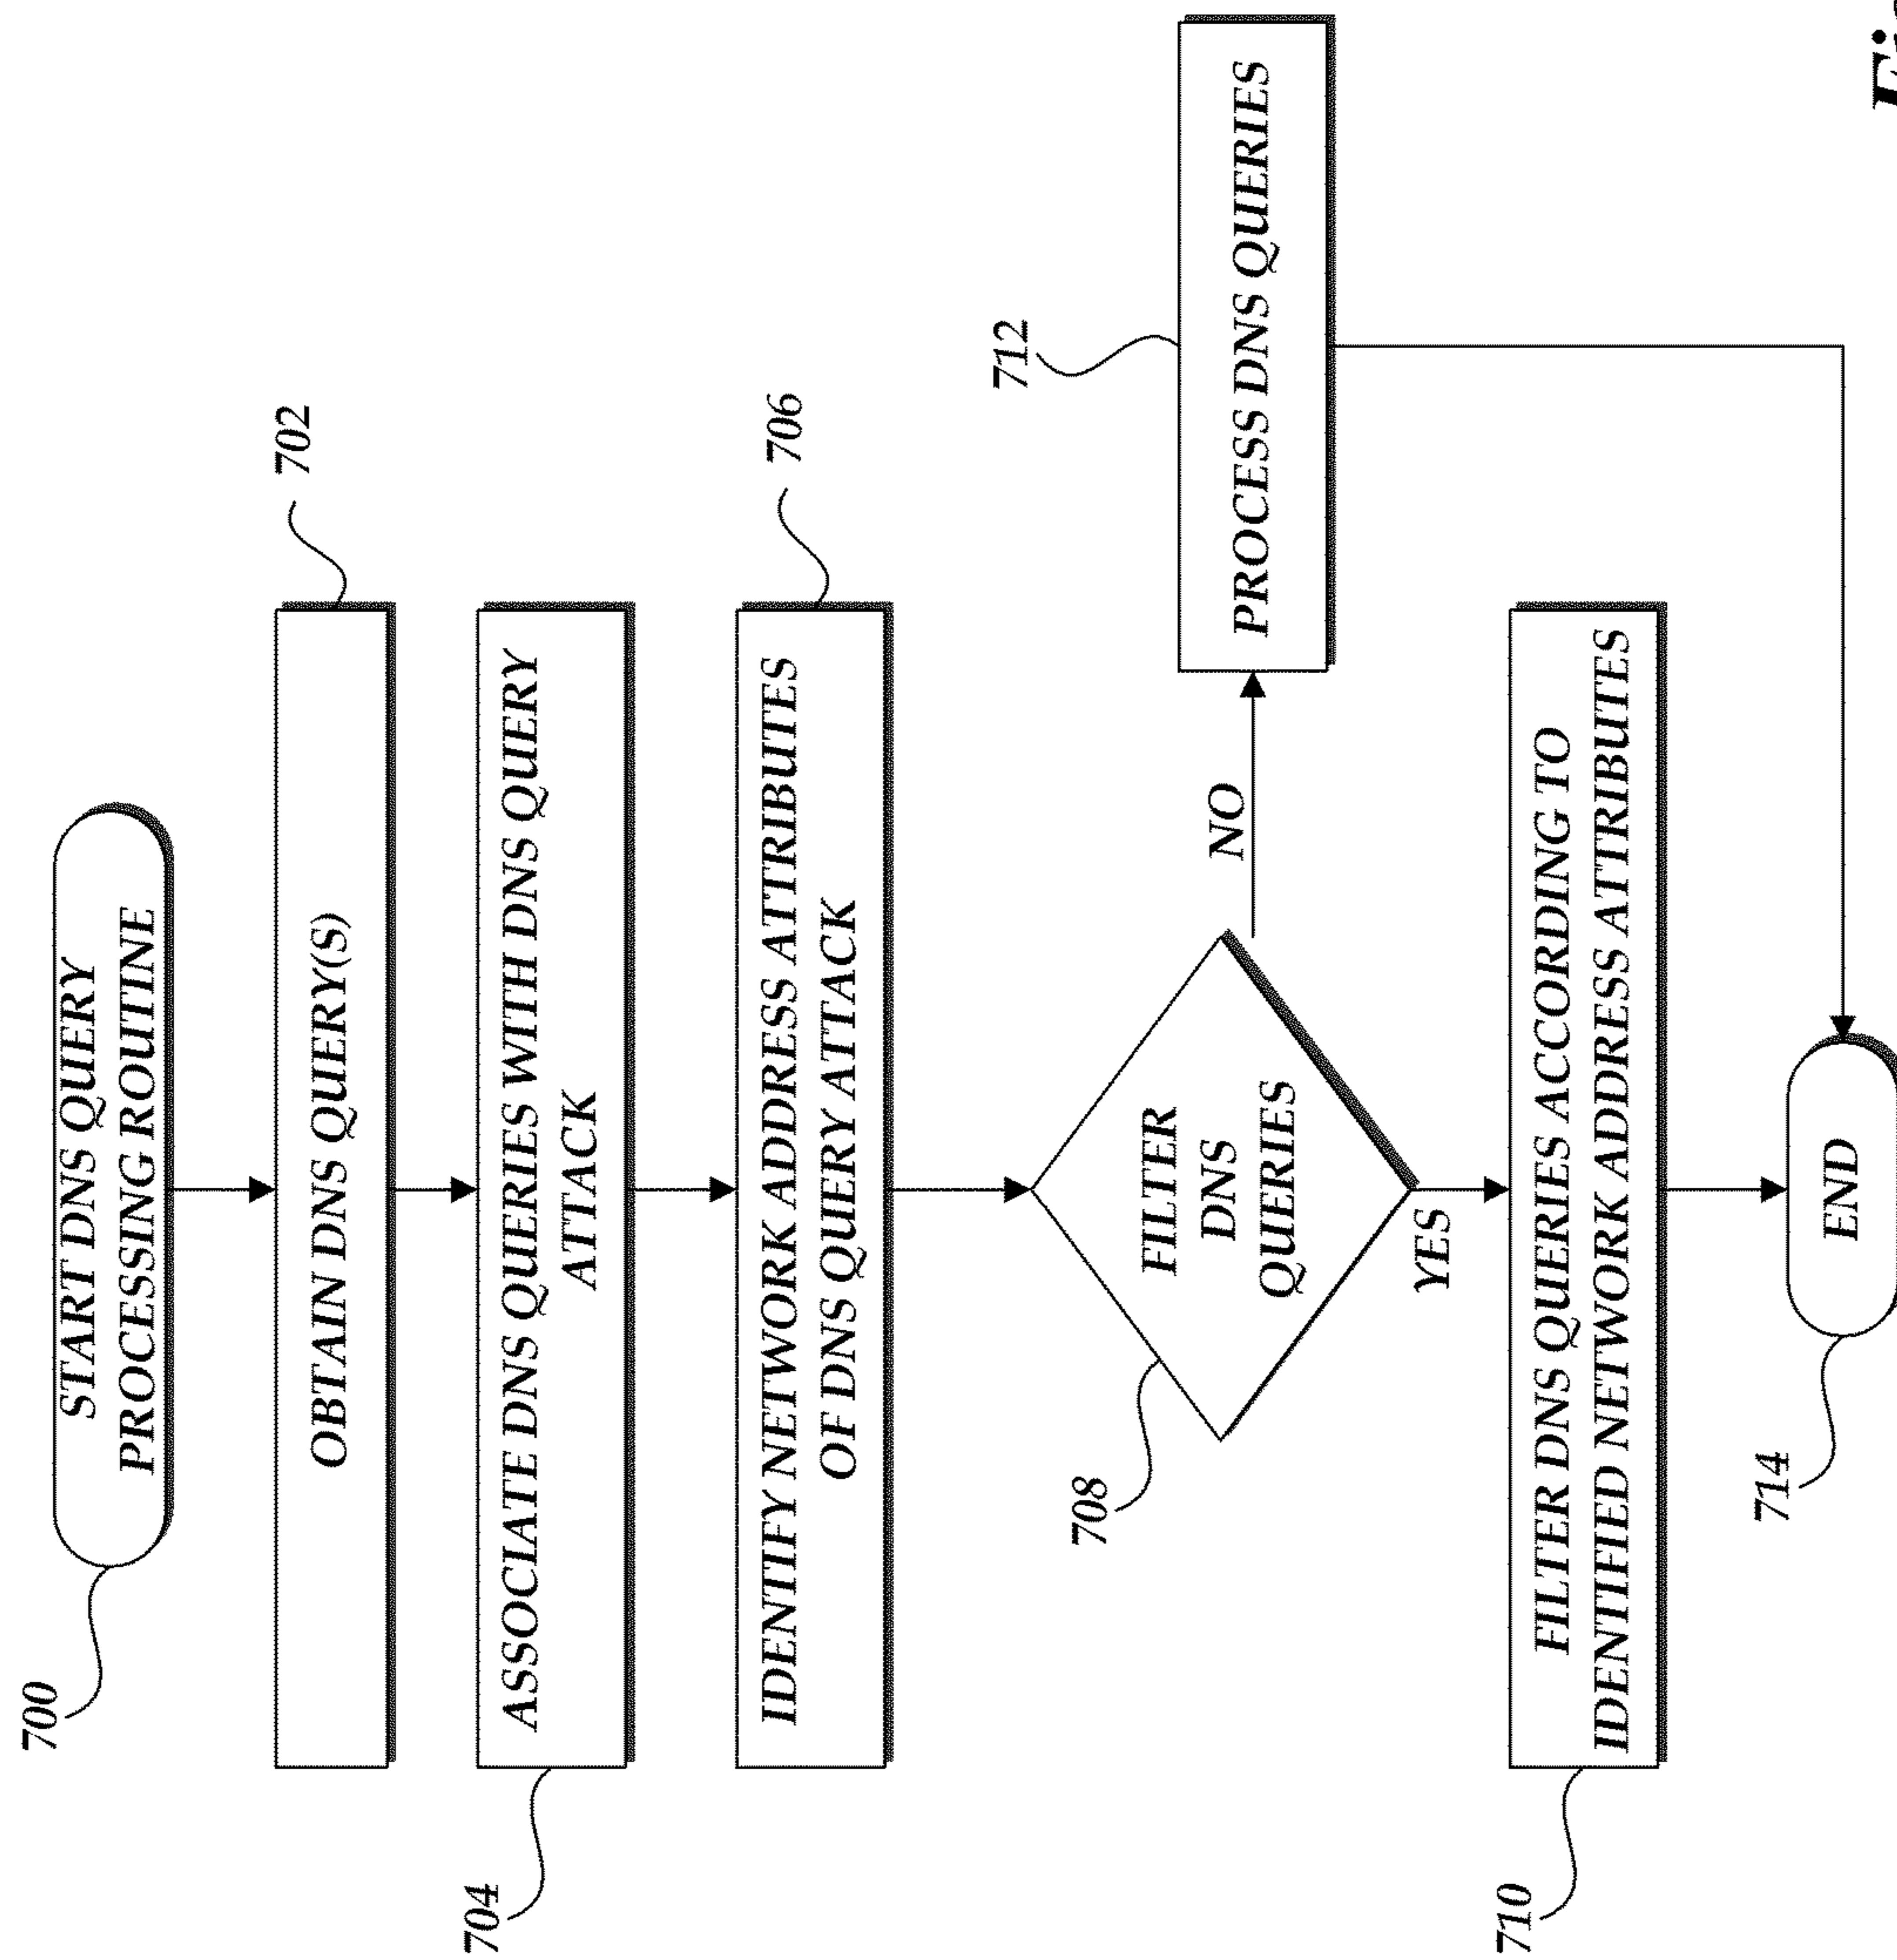 700
START DNS QUERY
PROCESSING ROUTINE
702
OBTAIN DNS QUERY(S)
704
ASSOCIATE DNS QUERIES WITH DNS QUERY
ATTACK
706
IDENTIFY NETWORK ADDRESS ATTRIBUTES
OF DNS QUERY ATTACK
708
FILTER
DNS
QUERIES
NO
712
PROCESS DNS QUERIES
YES
710
FILTER DNS QUIERIES ACCORDING TO
IDENTIFIED NETWORK ADDRESS ATTRIBUTES
714
END